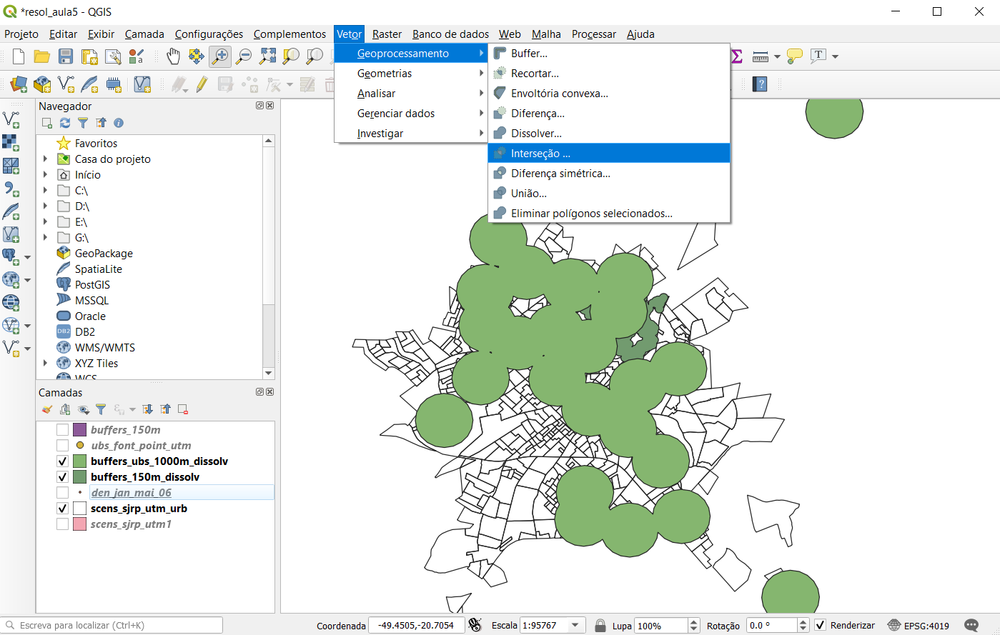 *resol_aula5 - QGIS
Projeto Editar Exibir Camada Configurações Complementos Vetor Raster Banco de dados Web Malha Processar Ajuda
Geoprocessamento
Geometrias
Analisar
Gerenciar dados
Investigar
Buffer...
Recortar...
Envoltória convexa...
Diferença...
Dissolver...
Interseção ...
Diferença simétrica...
União...
Eliminar polígonos selecionados...
Navegador
Favoritos
Casa do projeto
Início
C:\
D:\
E:\
G:\
GeoPackage
SpatiaLite
PostGIS
MSSQL
Oracle
DB2 DB2
WMS/WMTS
XYZ Tiles
WCS
Camadas
buffers_150m
ubs_font_point_utm
buffers_ubs_1000m_dissolv
buffers_150m_dissolv
den_jan_mai_06
scens_sjrp_utm_urb
scens_sjrp_utm1
Escreva para localizar (Ctrl+K) Coordenada -49.4505,-20.7054 Escala 1:95767 Lupa 100% Rotação 0.0 ° Renderizar EPSG:4019